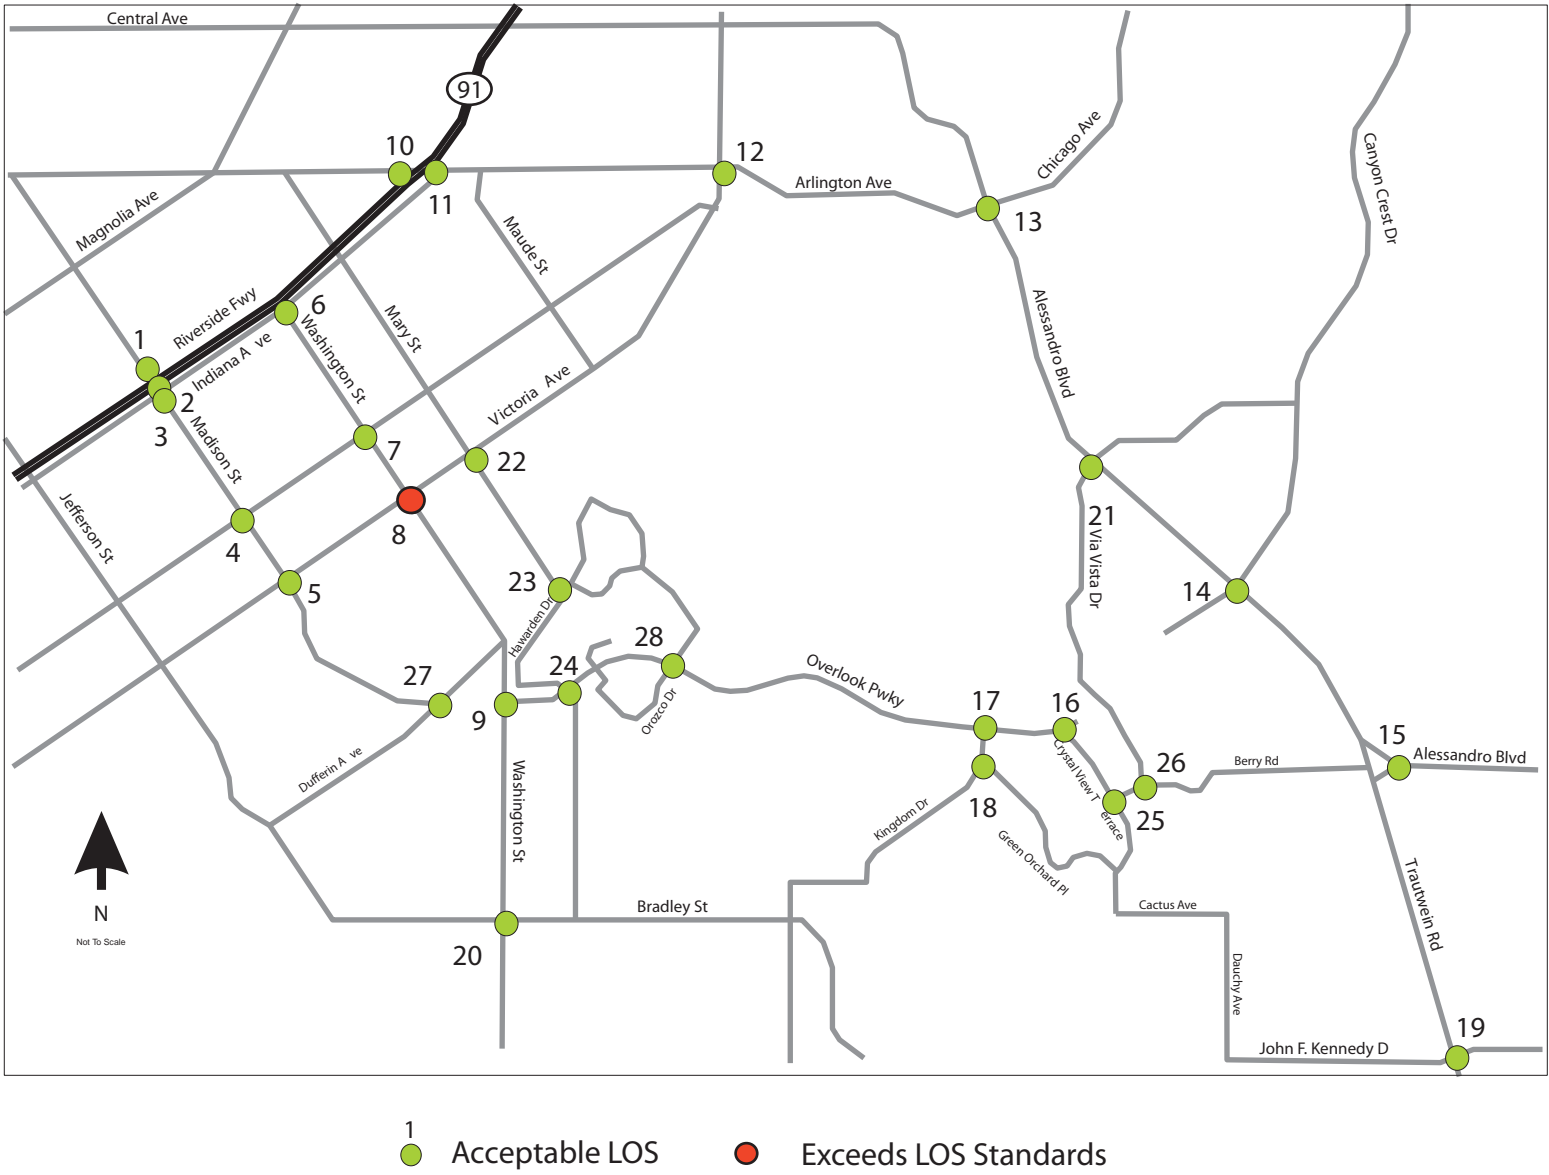 Central Ave
91
10
12
Chicago Ave
Canyon Crest Dr
Arlington Ave
11
Magnolia Ave
13
Maude St
Riverside Fwy
6
Alessandro Blvd
Mary St
1
Indiana A ve
Washington St
2
3
Victoria Ave
Madison St
7
22
Jefferson St
21
8
4
Via Vista Dr
5
23
14
Hawarden Dr
28
27
24
Overlook Pwky
9
Orozco Dr
17
16
15
Alessandro Blvd
Crystal View T errace
26
Berry Rd
Dufferin A ve
Washington St
18
25
Kingdom Dr
Green Orchard Pl
Trautwein Rd
N
Not To Scale
Bradley St
Cactus Ave
20
Dauchy Ave
19
John F. Kennedy D
1
Acceptable LOS
Exceeds LOS Standards